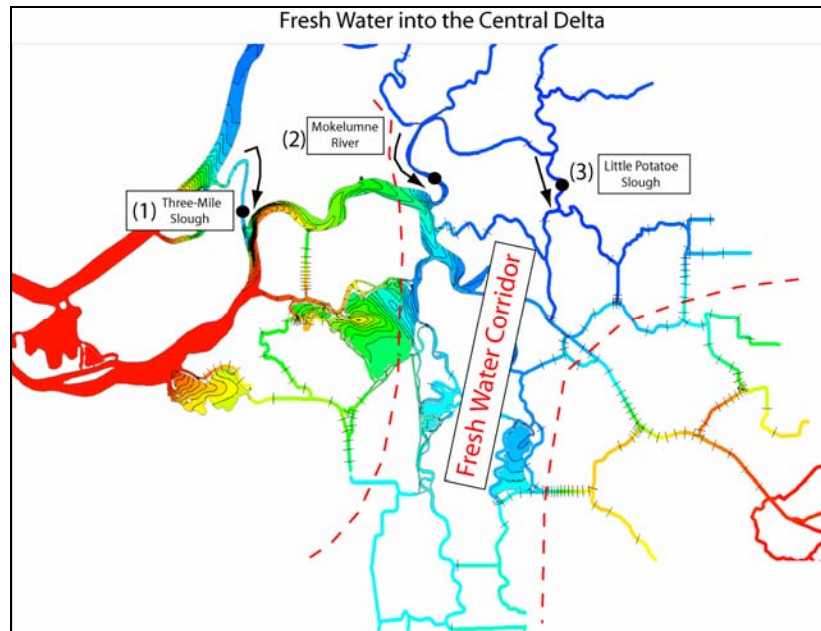 Fresh Water into the Central Delta
(2)
Mokelumne
River
(3)
Little Potatoe
Slough
(1)
Three-Mile
Slough
Fresh Water Corridor